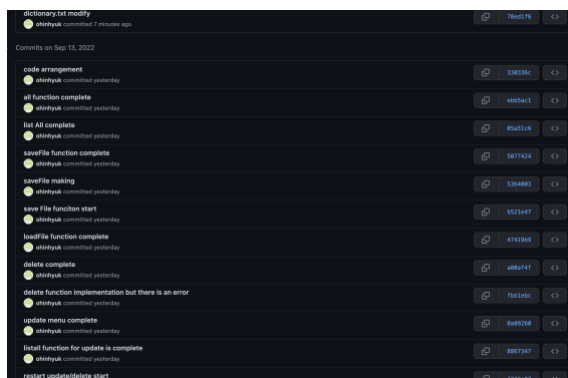 dictionary.txt modify
ohinhyuk committed 7 minutes ago
70ed1f6
Commits on Sep 13, 2022
code arrangement
ohinhyuk committed yesterday
330336c
all function complete
ohinhyuk committed yesterday
ebb5ac1
list All complete
ohinhyuk committed yesterday
05a51c6
saveFile function complete
ohinhyuk committed yesterday
5077424
saveFile making
ohinhyuk committed yesterday
53b4003
save File funciton start
ohinhyuk committed yesterday
b521e47
loadFile function complete
ohinhyuk committed yesterday
47419b9
delete complete
ohinhyuk committed yesterday
a00af4f
delete function implementation but there is an error
ohinhyuk committed yesterday
fbb1ebc
update menu complete
ohinhyuk committed yesterday
8a09260
listall function for update is complete
ohinhyuk committed yesterday
8867347
restart update/delete start